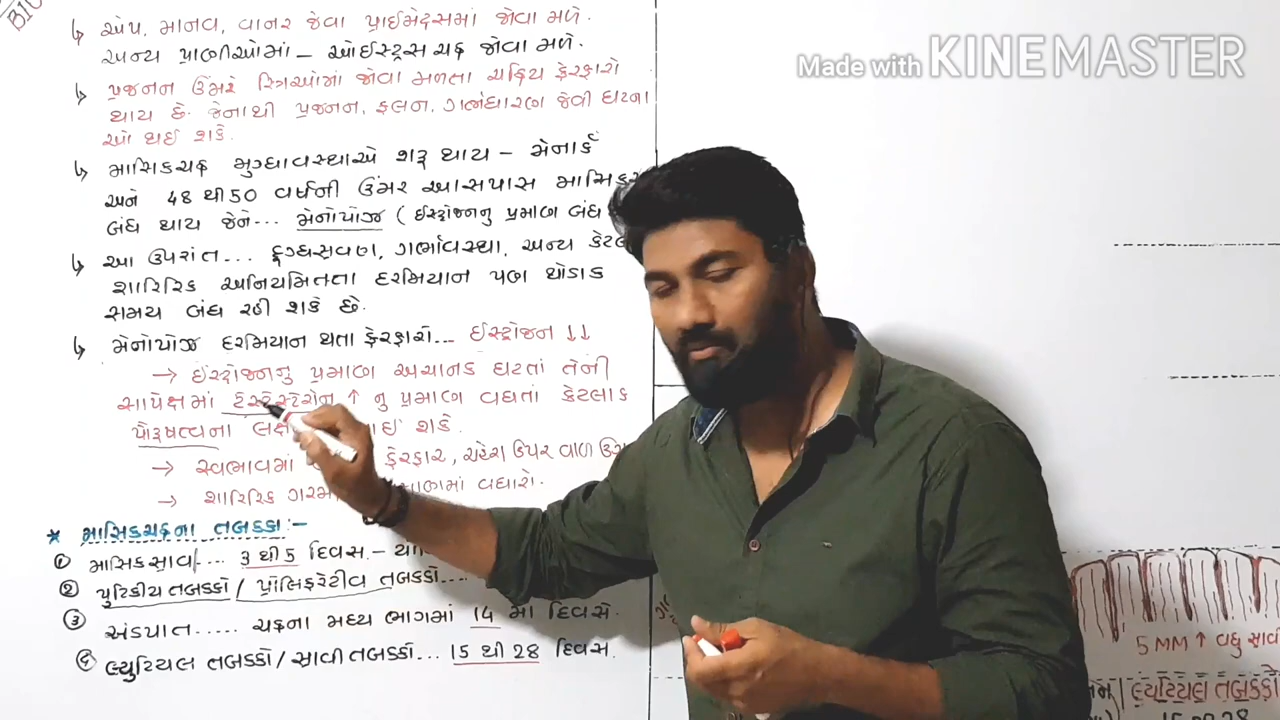 BIO
Made with KINEMASTER
↳ એપ, માનવ, વાનર જેવા પ્રાઈમેટ્સમાં જોવા મળે.
અન્ય પ્રાણીઓમાં – ઓઈસ્ટ્રસ ચક્ર જોવા મળે.
↳ પ્રજનન ઉંમરે સ્ત્રિઓમાં જોવા મળતા ચક્રિય ફેરફારો
થાય છે. જેનાથી પ્રજનન, ફલન, ગર્ભધારણ જેવી ઘટના
ઓ થઈ શકે.
↳ માસિકચક્ર મુગ્ધાવસ્થાએ શરૂ થાય – મેનાર્ક
અને 48 થી 50 વર્ષની ઉંમર આસપાસ
બંધ થાય જેને... મેનોપોઝ (ઈસ્ટ્રોજનનુ પ્રમાણ બંધ
↳ આ ઉપરાંત... દુગ્ધસ્ત્રવણ, ગર્ભાવસ્થા, અન્ય
શારિરિક અનિયમિતતા દરમિયાન પણ થોડાક
સમય બંધ રહી શકે છે.
↳ મેનોપોઝ દરમિયાન થતા ફેરફારો... ઈસ્ટ્રોજન ↓↓
→ ઈસ્ટ્રોજનનુ પ્રમાણ અચાનક ઘટતાં તેની
સાપેક્ષમાં ↑ નુ પ્રમાણ વધતાં કેટલાક
પૌરૂષત્વના શકે.
→ સ્વભાવમાં ફેરફાર, ચહેરા ઉપર વાળ
→ શારિરિક વધારો.
* માસિકચક્રના તબક્કા :-
① માસિકસ્ત્રાવ... 3 થી 5 દિવસ. –
② પુટિકીય તબક્કો / પ્રોલિફરેટીવ તબક્કો....
③ અંડપાત..... ચક્રના મધ્ય ભાગમાં 14 મા દિવસે.
④ લ્યુટિયલ તબક્કો / સ્ત્રાવી તબક્કો... 15 થી 28 દિવસ.
5 MM ↑ વધુ
લ્યુટિયલ તબક્કો